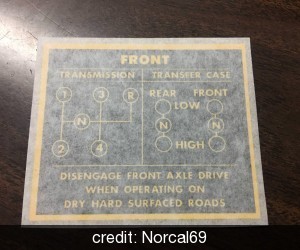 FRONT
TRANSMISSION TRANSFER CASE
1 3 R REAR FRONT
LOW
N N N
HIGH
2 4
DISENGAGE FRONT AXLE DRIVE
WHEN OPERATING ON
DRY HARD SURFACED ROADS
credit: Norcal69